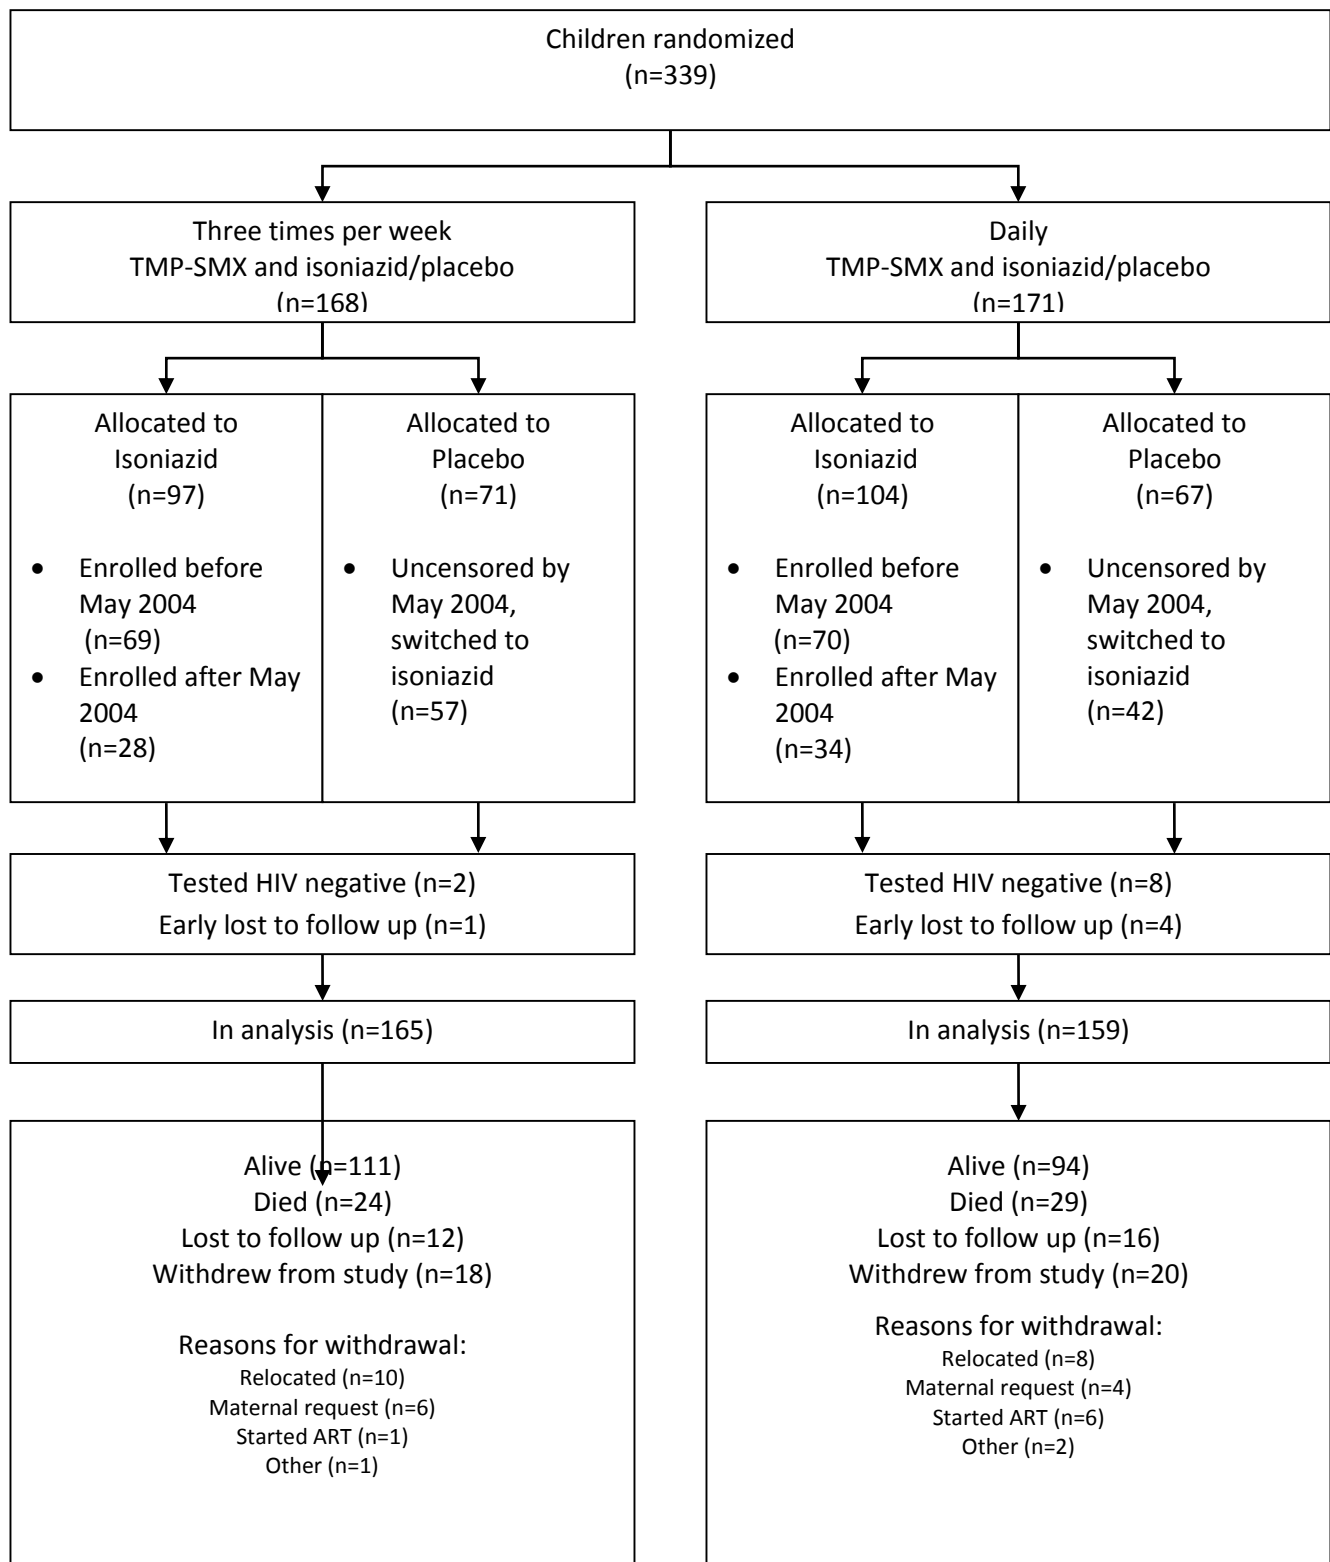 Children randomized
(n=339)
Three times per week
TMP-SMX and isoniazid/placebo
(n=168)
Daily
TMP-SMX and isoniazid/placebo
(n=171)
Allocated to
Isoniazid
(n=97)
• Enrolled before
May 2004
(n=69)
• Enrolled after May
2004
(n=28)
Allocated to
Placebo
(n=71)
• Uncensored by
May 2004,
switched to
isoniazid
(n=57)
Allocated to
Isoniazid
(n=104)
• Enrolled before
May 2004
(n=70)
• Enrolled after May
2004
(n=34)
Allocated to
Placebo
(n=67)
• Uncensored by
May 2004,
switched to
isoniazid
(n=42)
Tested HIV negative (n=2)
Early lost to follow up (n=1)
Tested HIV negative (n=8)
Early lost to follow up (n=4)
In analysis (n=165)
In analysis (n=159)
Alive (n=111)
Died (n=24)
Lost to follow up (n=12)
Withdrew from study (n=18)
Reasons for withdrawal:
Relocated (n=10)
Maternal request (n=6)
Started ART (n=1)
Other (n=1)
Alive (n=94)
Died (n=29)
Lost to follow up (n=16)
Withdrew from study (n=20)
Reasons for withdrawal:
Relocated (n=8)
Maternal request (n=4)
Started ART (n=6)
Other (n=2)